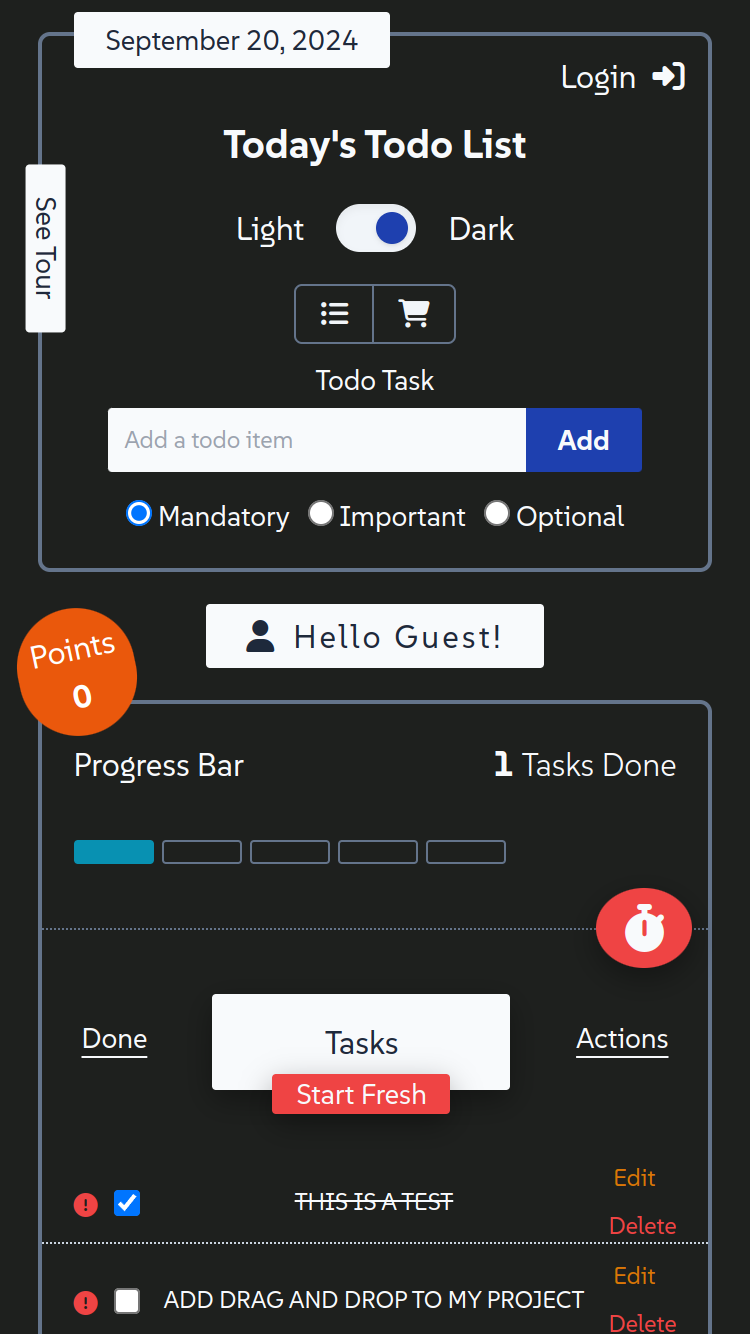 September 20, 2024
Login
Today's Todo List
See Tour
Light Dark
Todo Task
Add a todo item Add
Mandatory Important Optional
Hello Guest!
Points
0
Progress Bar 1 Tasks Done
Done Tasks Actions
Start Fresh
Edit
THIS IS A TEST
Delete
Edit
ADD DRAG AND DROP TO MY PROJECT
Delete